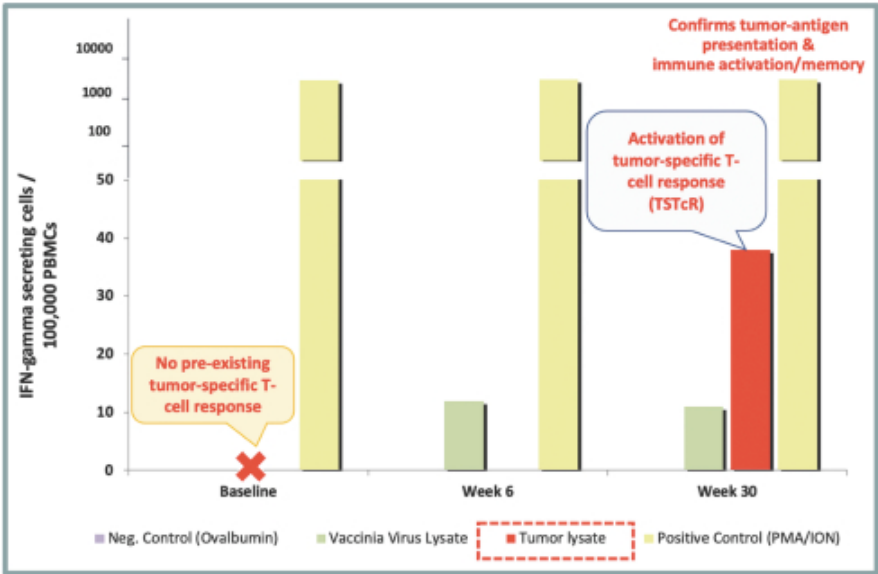 Confirms tumor-antigen
presentation &
immune activation/memory
10000
1000
100
50
40
30
20
10
0
IFN-gamma secreting cells /
100,000 PBMCs
Activation of
tumor-specific T-
cell response
(TSTcR)
No pre-existing
tumor-specific T-
cell response
Baseline
Week 6
Week 30
Neg. Control (Ovalbumin)
Vaccinia Virus Lysate
Tumor lysate
Positive Control (PMA/ION)